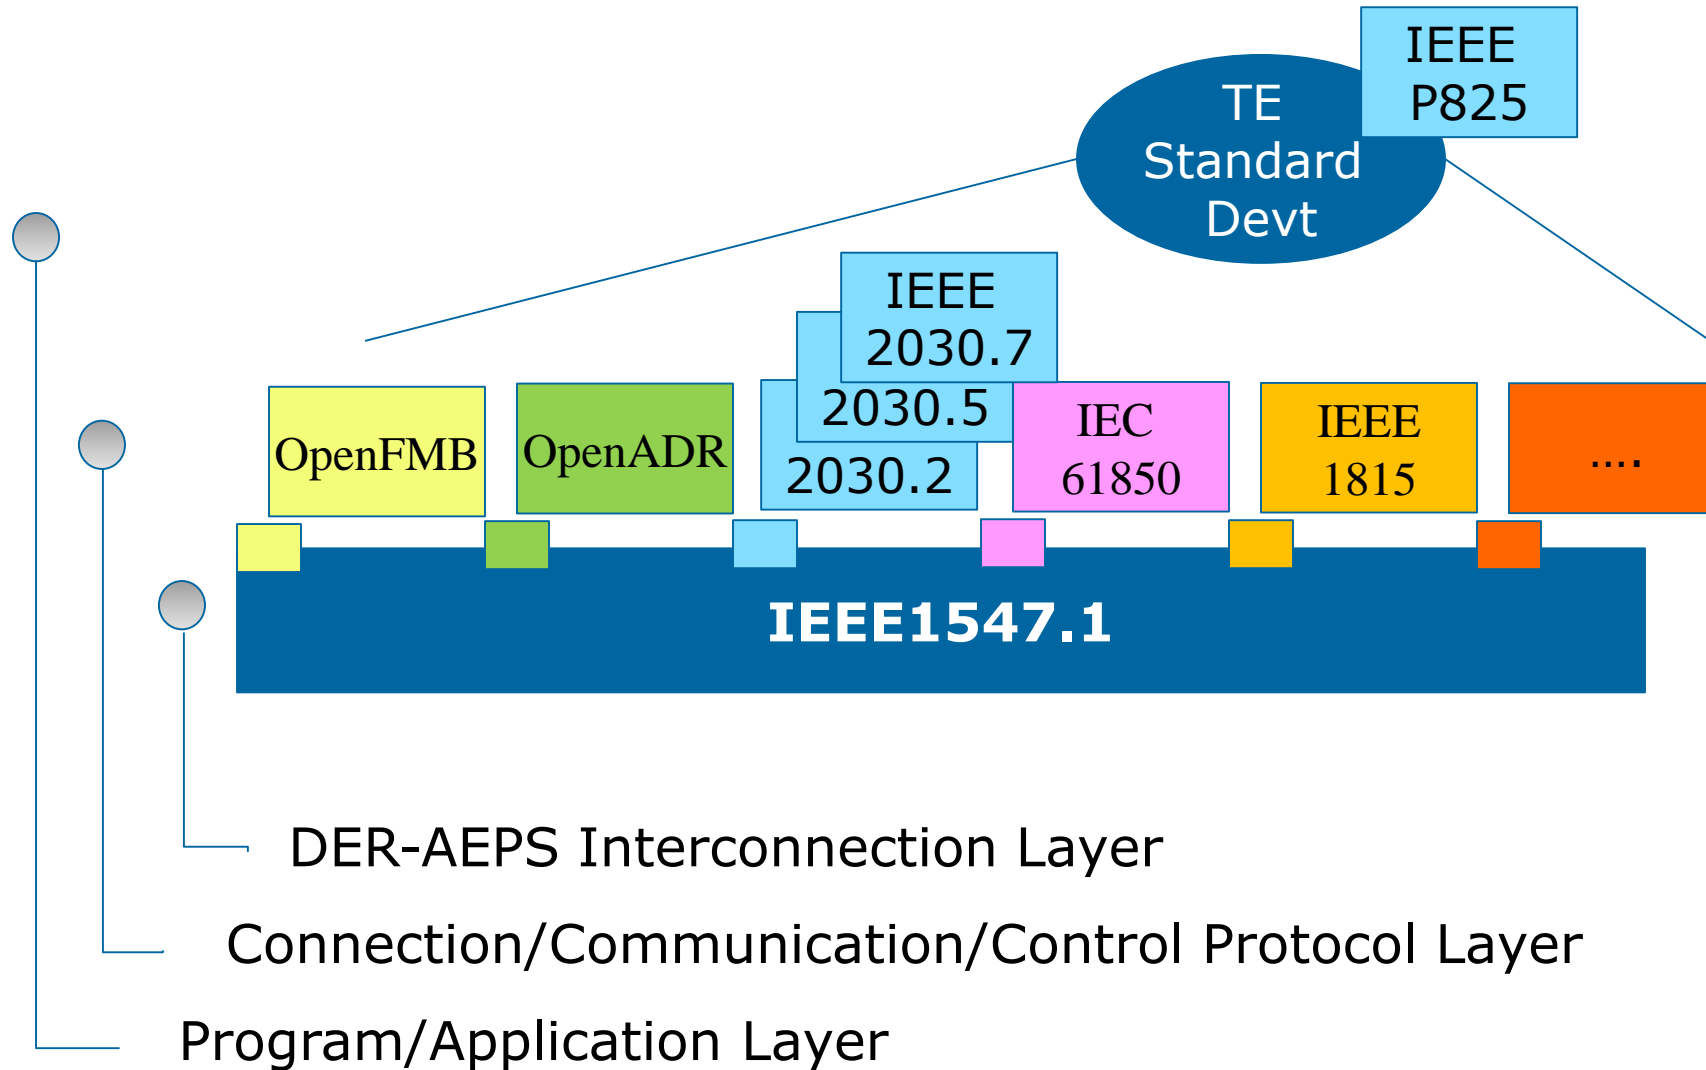 IEEE
P825
TE
Standard
Devt
IEEE
2030.7
2030.5
2030.2
OpenFMB
OpenADR
IEC
61850
IEEE
1815
….
IEEE1547.1
DER-AEPS Interconnection Layer
Connection/Communication/Control Protocol Layer
Program/Application Layer